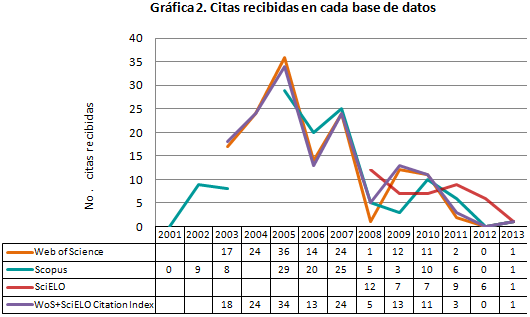 Gráfica 2. Citas recibidas en cada base de datos
No . citas recibidas
40
35
30
25
20
15
10
5
0
2001 2002 2003 2004 2005 2006 2007 2008 2009 2010 2011 2012 2013
Web of Science 17 24 36 14 24 1 12 11 2 0 1
Scopus 0 9 8 29 20 25 5 3 10 6 0 1
SciELO 12 7 7 9 6 1
WoS+SciELO Citation Index 18 24 34 13 24 5 13 11 3 0 1